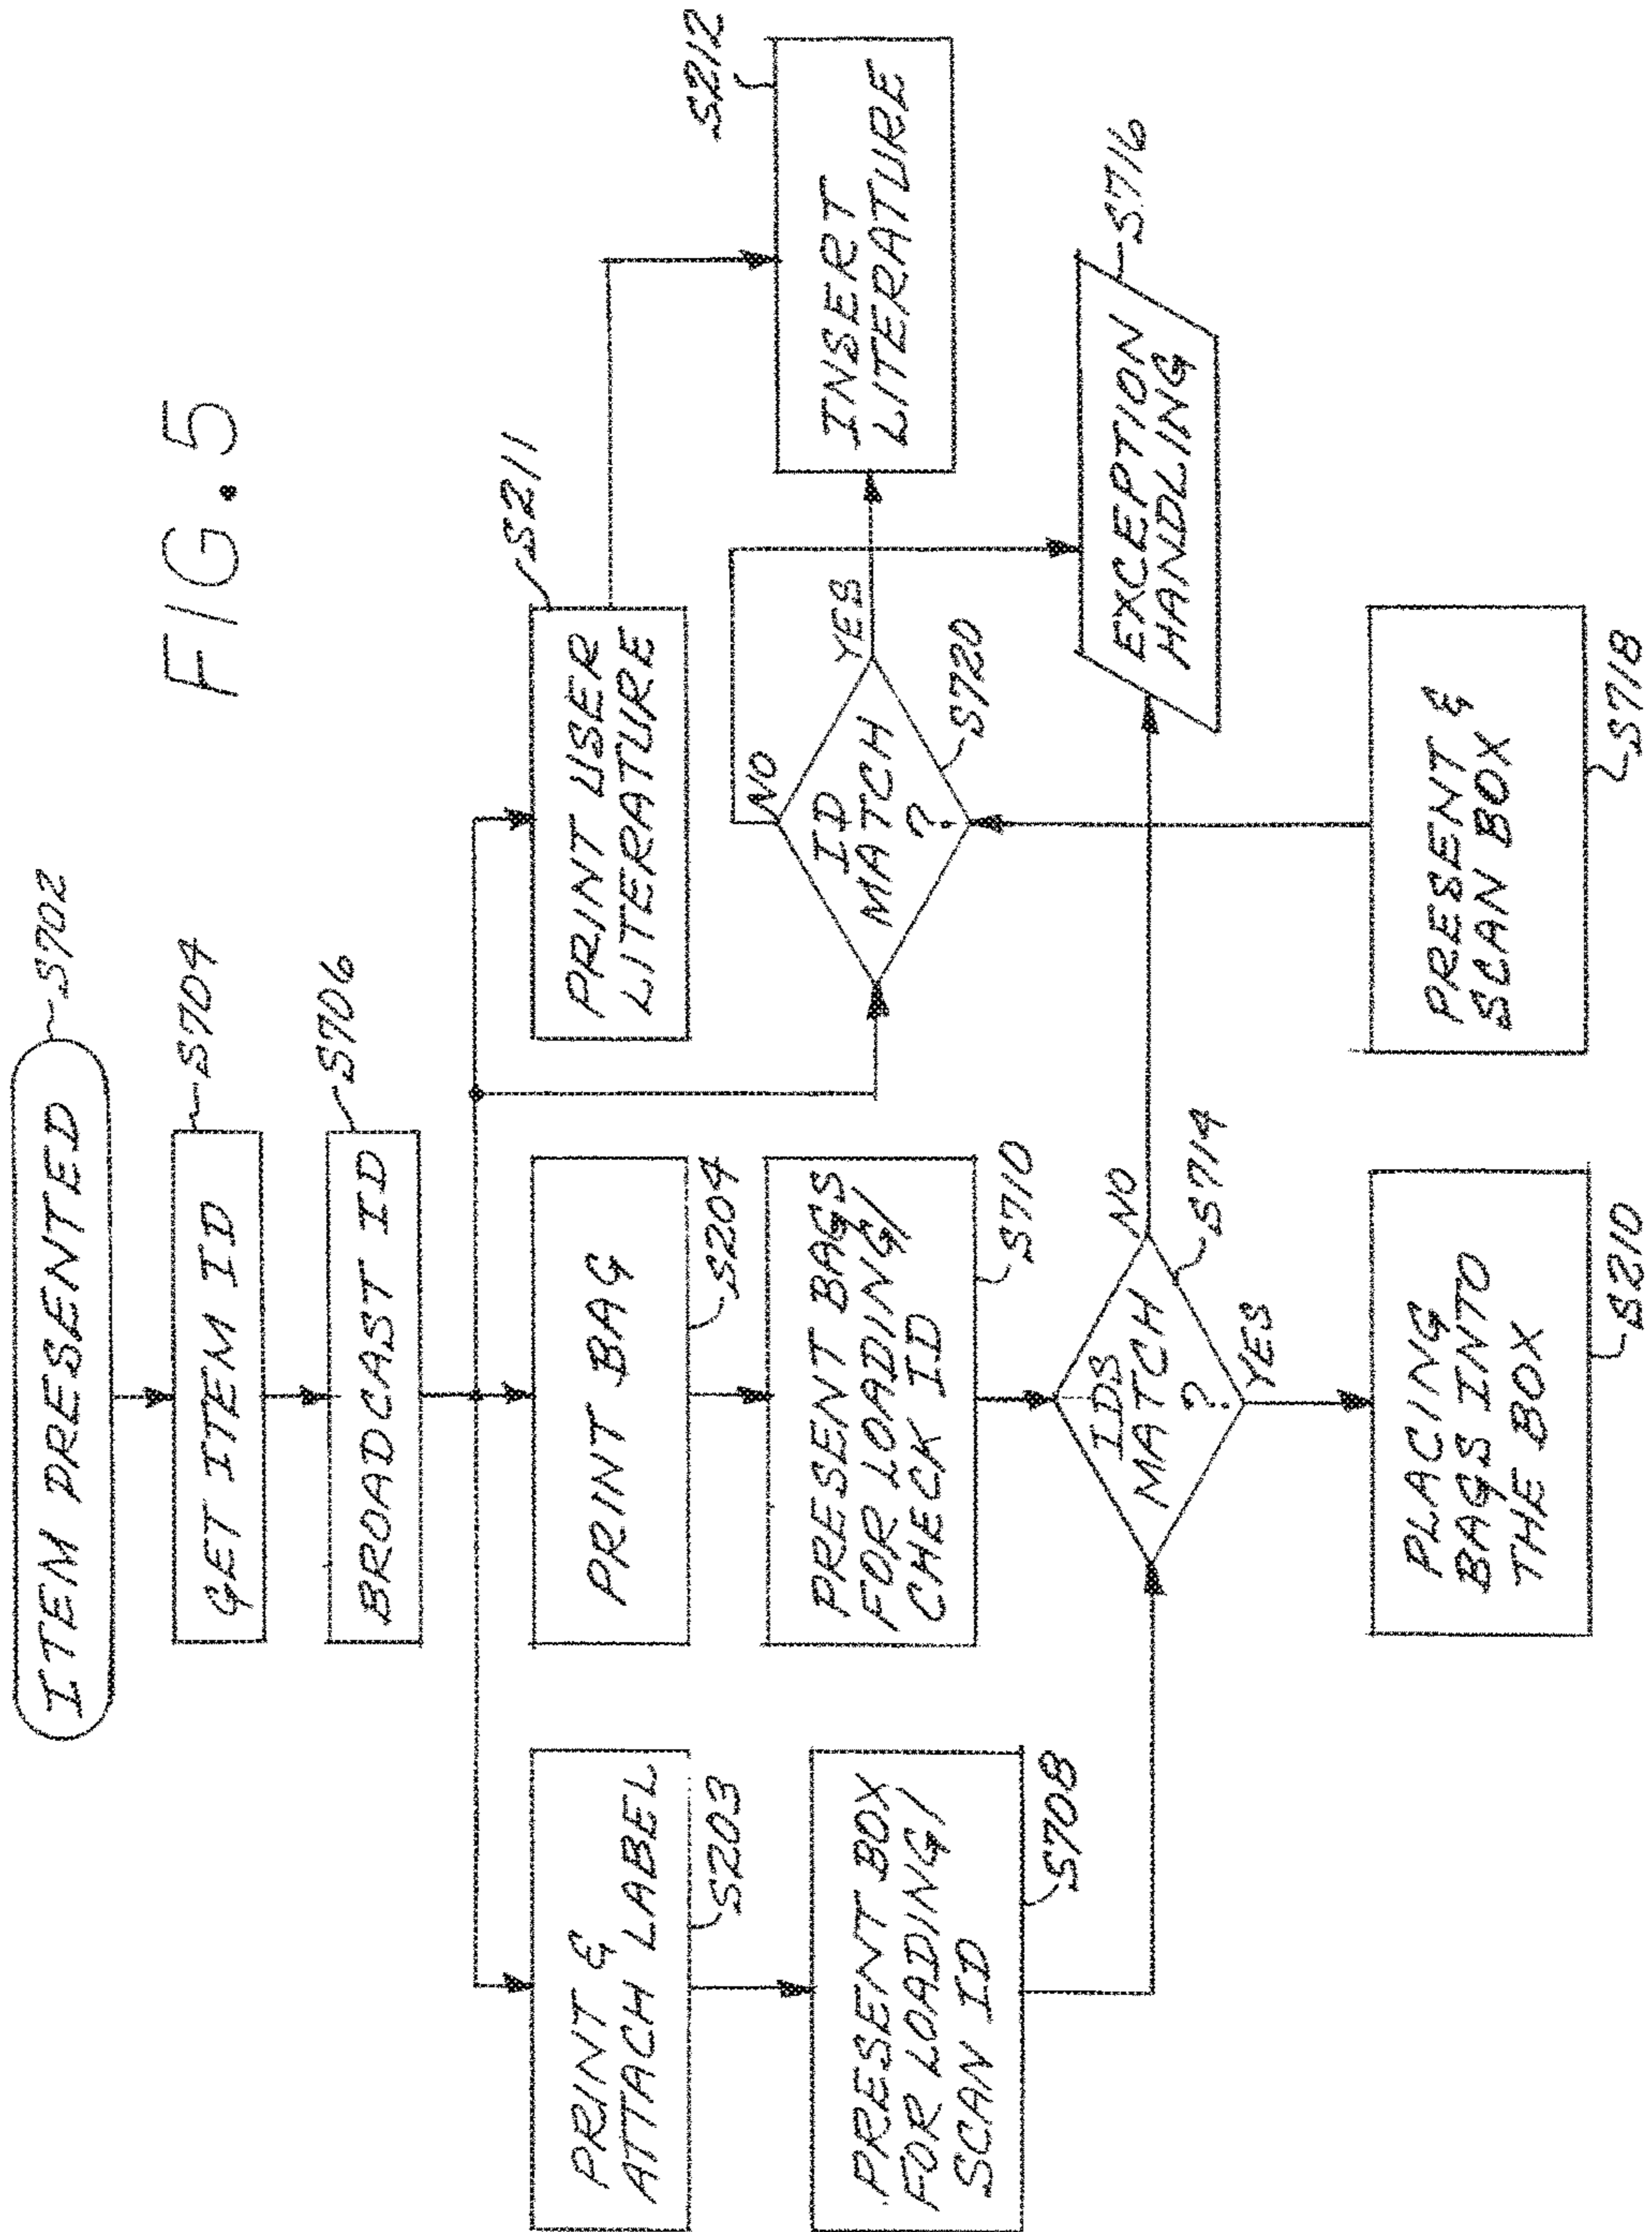 FIG. 5
ITEM PRESENTED
S702
GET ITEM ID
S704
BROADCAST ID
S706
PRINT &
ATTACH LABEL
S203
PRINT BAG
S204
PRINT USER
LITERATURE
S211
PRESENT BOX
FOR LOADING/
SCAN ID
S708
PRESENT BAGS
FOR LOADING/
CHECK ID
S710
ID
MATCH
?
NO
YES
S720
INSERT
LITERATURE
S212
IDS
MATCH
?
NO
YES
S714
EXCEPTION
HANDLING
S716
PLACING
BAGS INTO
THE BOX
S210
PRESENT &
SCAN BOX
S718